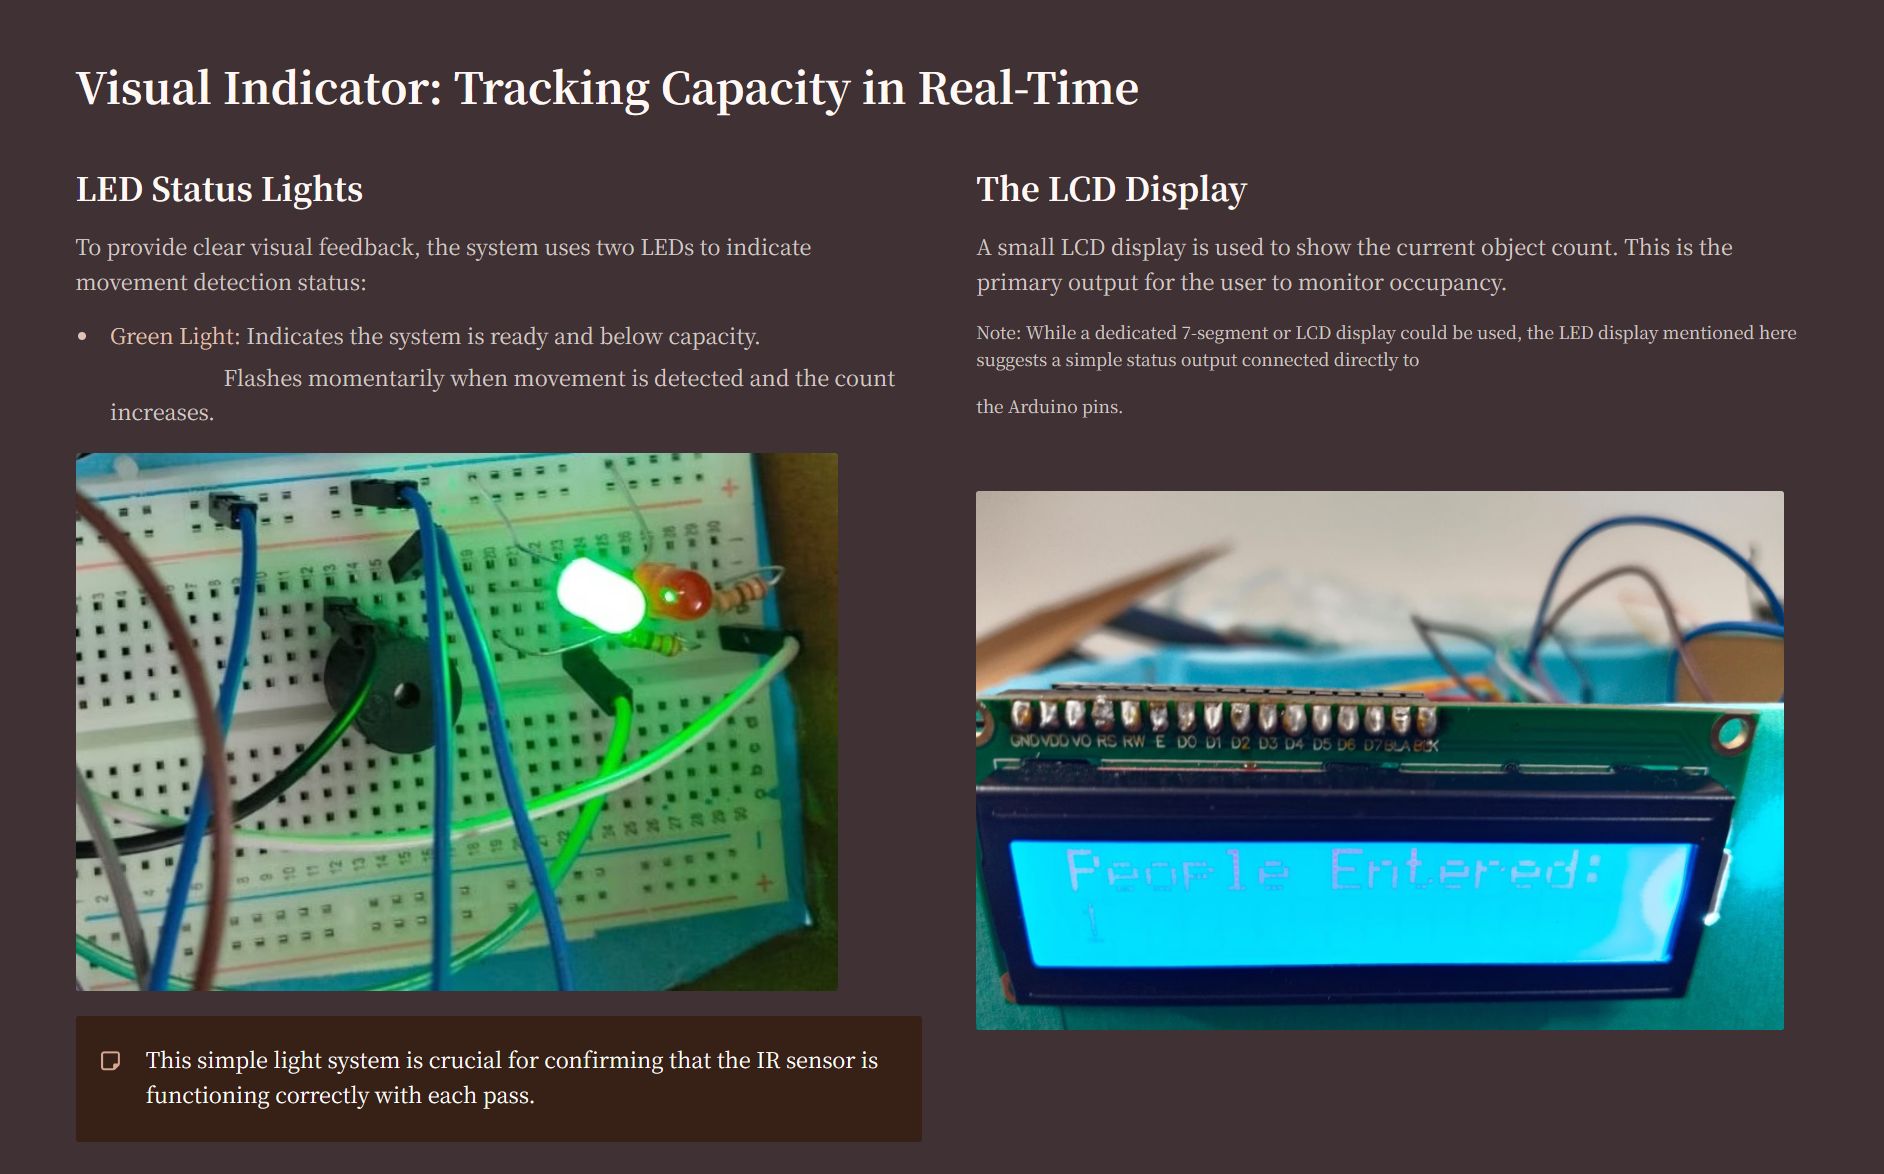 Visual Indicator: Tracking Capacity in Real-Time
LED Status Lights
To provide clear visual feedback, the system uses two LEDs to indicate
movement detection status:
• Green Light: Indicates the system is ready and below capacity.
Flashes momentarily when movement is detected and the count
increases.
This simple light system is crucial for confirming that the IR sensor is
functioning correctly with each pass.
The LCD Display
A small LCD display is used to show the current object count. This is the
primary output for the user to monitor occupancy.
Note: While a dedicated 7-segment or LCD display could be used, the LED display mentioned here
suggests a simple status output connected directly to
the Arduino pins.
GND VDD VO RS RW E D0 D1 D2 D3 D4 D5 D6 D7 BLA BLK
People Entered:
1